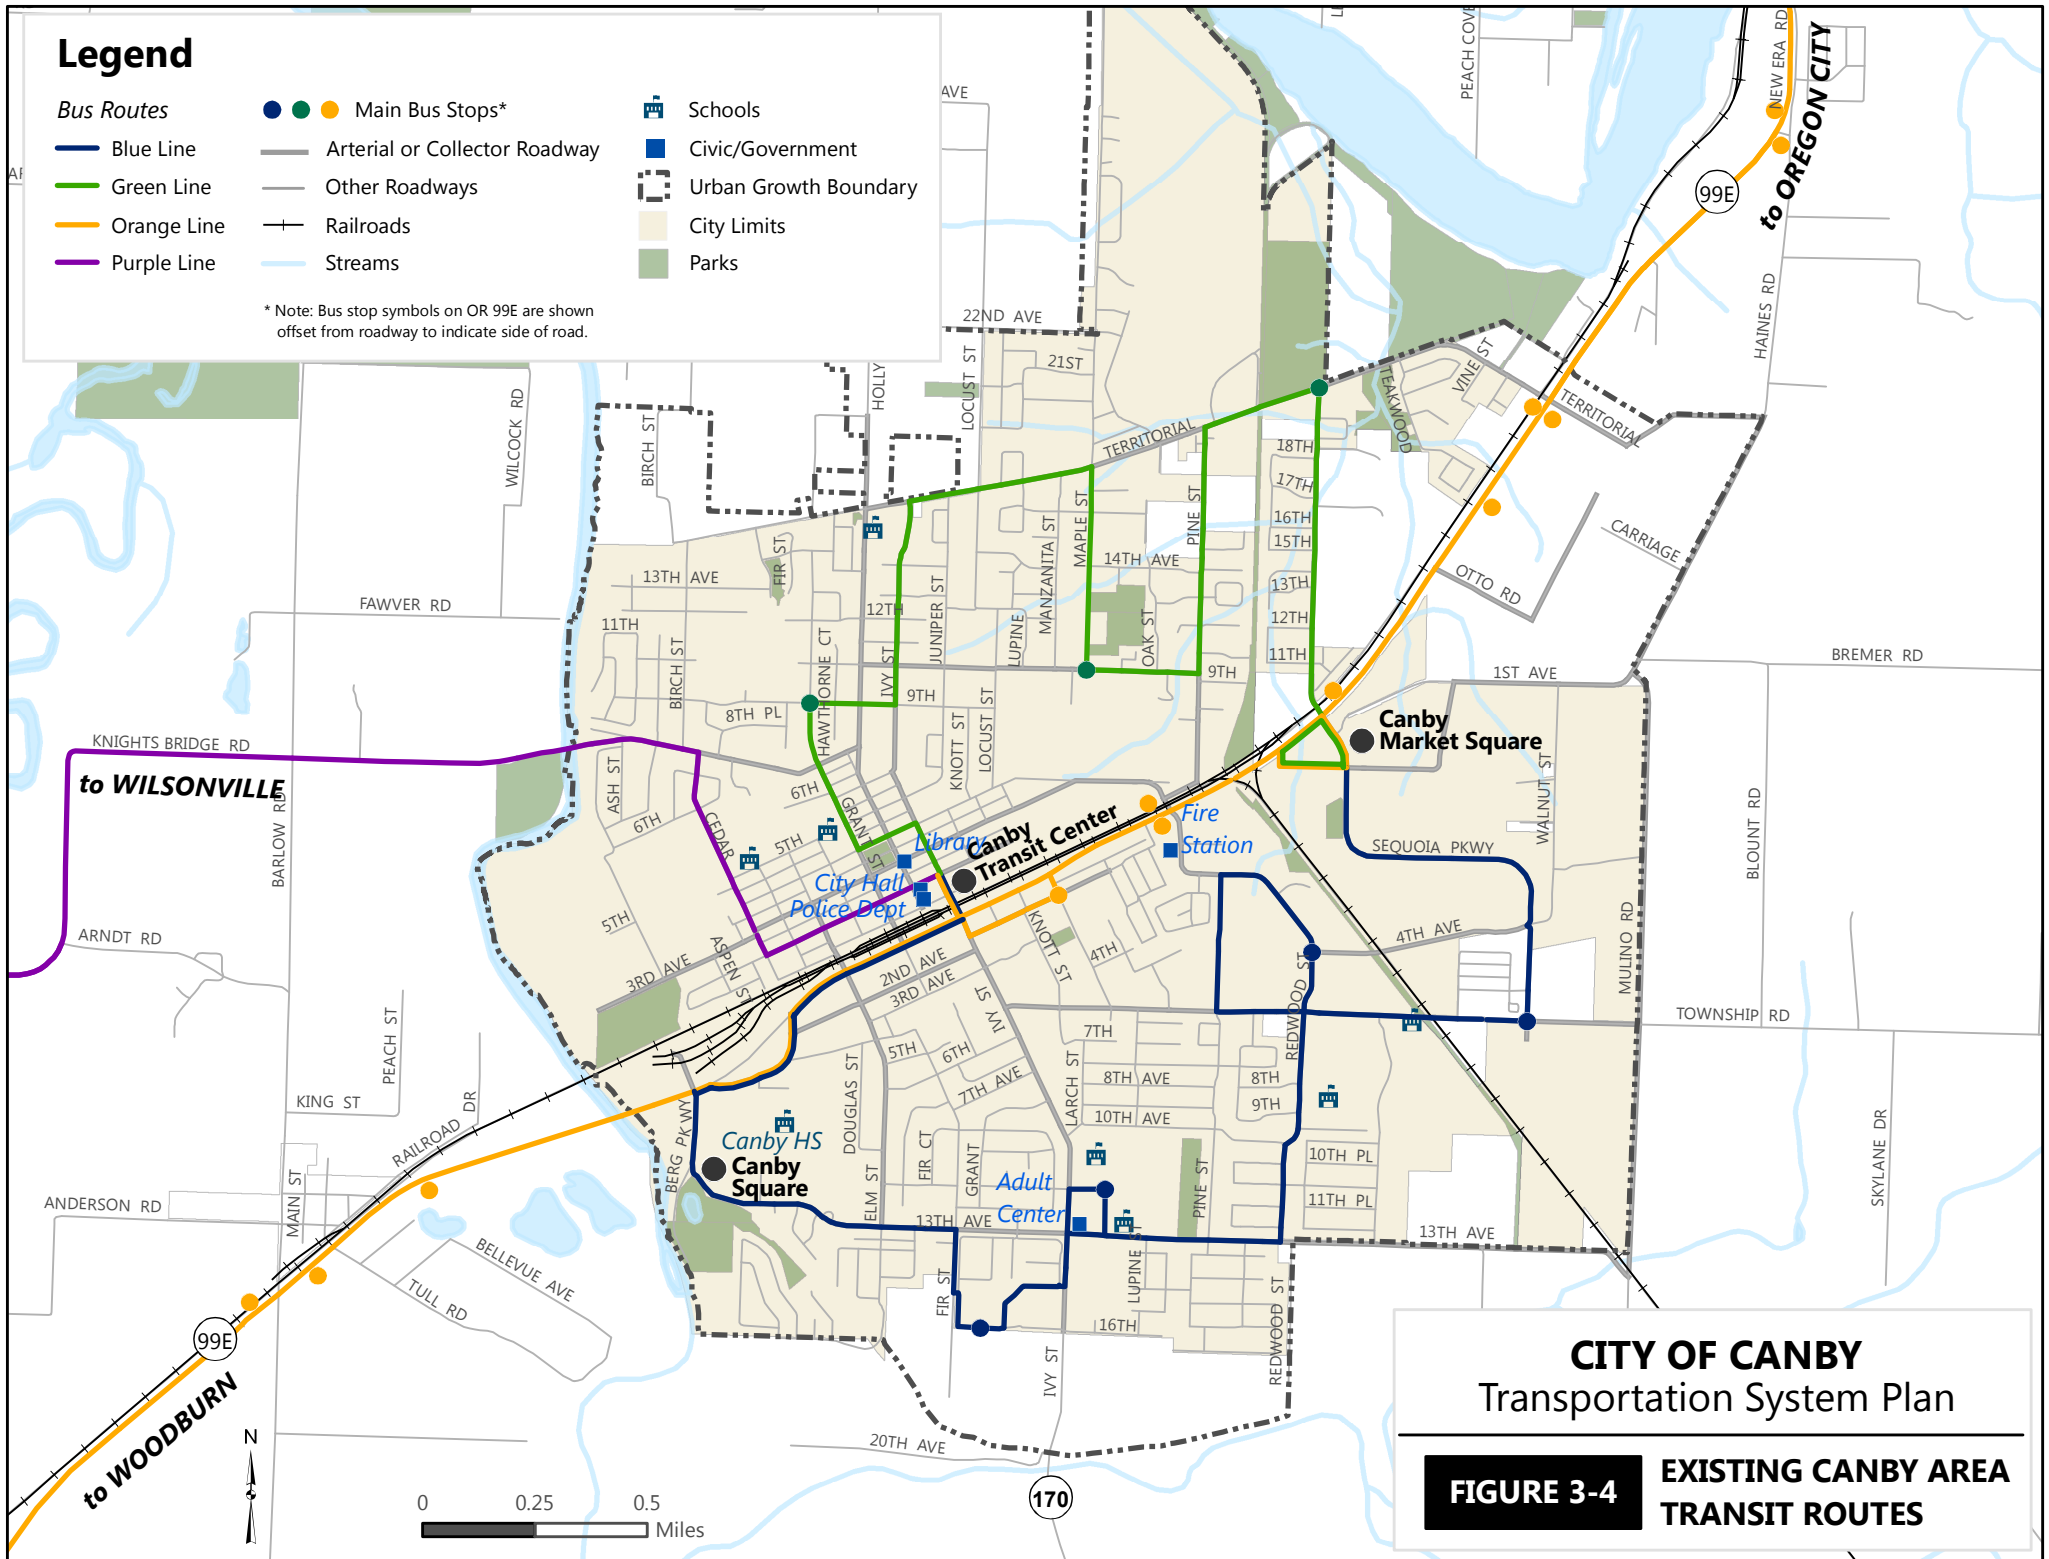 Legend
Bus Routes
Blue Line
Green Line
Orange Line
Purple Line
Main Bus Stops*
Arterial or Collector Roadway
Other Roadways
Railroads
Streams
* Note: Bus stop symbols on OR 99E are shown
offset from roadway to indicate side of road.
Schools
Civic/Government
Urban Growth Boundary
City Limits
Parks
AVE
PEACH COVE
NEW ERA RD
to OREGON CITY
99E
HAINES RD
22ND AVE
21ST
HOLLY
LOCUST ST
WILCOCK RD
BIRCH ST
TERRITORIAL
TEAKWOOD
VINE ST
TERRITORIAL
18TH
17TH
16TH
15TH
13TH
12TH
11TH
PINE ST
MAPLE ST
MANZANITA ST
14TH AVE
OAK ST
LUPINE
JUNIPER ST
12TH
IVY ST
9TH
9TH
FIR ST
13TH AVE
11TH
BIRCH ST
HAWTHORNE CT
8TH PL
KNOTT ST
LOCUST ST
FAWVER RD
CARRIAGE
OTTO RD
1ST AVE
BREMER RD
KNIGHTS BRIDGE RD
to WILSONVILLE
BARLOW RD
ASH ST
6TH
CEDAR
6TH
GRANT ST
5TH
Library
City Hall
Police Dept
Canby
Transit Center
Fire
Station
Canby
Market Square
WALNUT ST
SEQUOIA PKWY
BLOUNT RD
MULINO RD
4TH AVE
TOWNSHIP RD
ARNDT RD
5TH
3RD AVE
ASPEN ST
2ND AVE
3RD AVE
KNOTT ST
4TH
IVY ST
REDWOOD ST
REDWOOD
PEACH ST
KING ST
RAILROAD DR
MAIN ST
ANDERSON RD
BELLEVUE AVE
TULL RD
99E
to WOODBURN
BERG PKWY
Canby HS
Canby
Square
DOUGLAS ST
5TH
6TH
7TH AVE
ELM ST
FIR CT
GRANT
13TH AVE
FIR ST
LARCH ST
7TH
8TH AVE
10TH AVE
8TH
9TH
10TH PL
11TH PL
PINE ST
Adult
Center
LUPINE ST
16TH
13TH AVE
REDWOOD ST
IVY ST
20TH AVE
170
SKYLANE DR
N
0
0.25
0.5
Miles
CITY OF CANBY
Transportation System Plan
FIGURE 3-4
EXISTING CANBY AREA
TRANSIT ROUTES